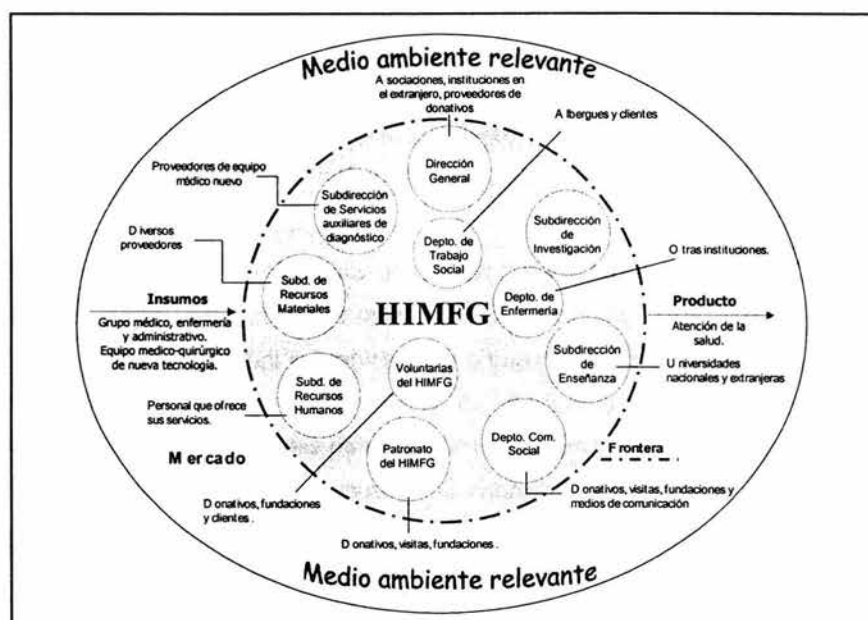 Medio ambiente relevante
A sociaciones, instituciones en
el extranjero, proveedores de
donativos
A lbergues y clientes
Proveedores de equipo
médico nuevo
Dirección
General
Subdirección
de Servicios
auxiliares de
diagnóstico
Subdirección
de
Investigación
Depto. de
Trabajo
Social
D iversos
proveedores
O tras instituciones.
Subd. de
Recursos
Materiales
Depto. de
Enfermería
Insumos
HIMFG
Producto
Grupo médico, enfermería
y administrativo.
Equipo medico-quirúrgico
de nueva tecnología.
Atención de la
salud.
Subdirección
de
Enseñanza
U niversidades
nacionales y extranjeras
Voluntarias
del HIMFG
Subd. de
Recursos
Humanos
Personal que ofrece
sus servicios.
Mercado
Patronato
del HIMFG
Depto. Com.
Social
Frontera
D onativos, fundaciones
y clientes .
D onativos, visitas, fundaciones y
medios de comunicación
D onativos, visitas, fundaciones .
Medio ambiente relevante